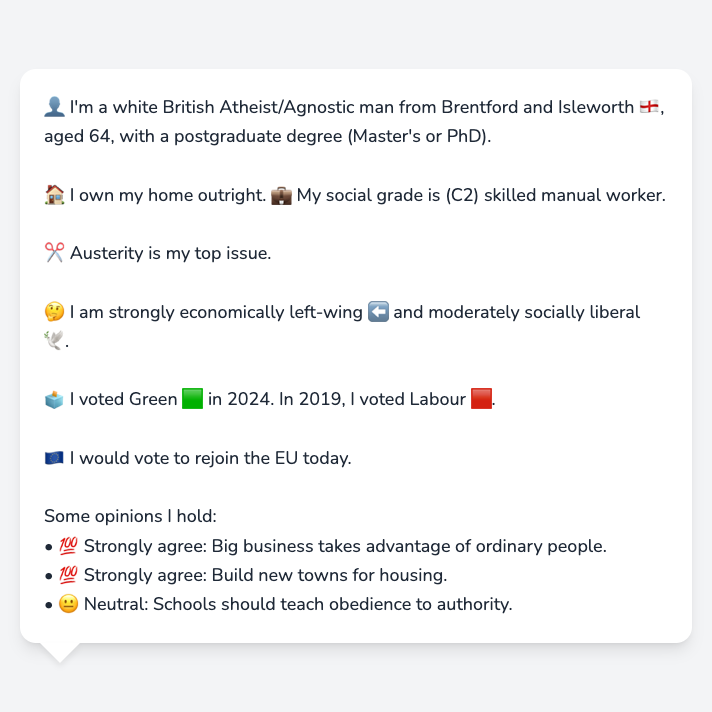 👤 I'm a white British Atheist/Agnostic man from Brentford and Isleworth 🏴󠁧󠁢󠁥󠁮󠁧󠁿,
aged 64, with a postgraduate degree (Master's or PhD).
🏠 I own my home outright. 💼 My social grade is (C2) skilled manual worker.
✂️ Austerity is my top issue.
🤔 I am strongly economically left-wing ⬅️ and moderately socially liberal
🕊️.
🗳️ I voted Green 🟩 in 2024. In 2019, I voted Labour 🟥.
🇪🇺 I would vote to rejoin the EU today.
Some opinions I hold:
• 💯 Strongly agree: Big business takes advantage of ordinary people.
• 💯 Strongly agree: Build new towns for housing.
• 😐 Neutral: Schools should teach obedience to authority.